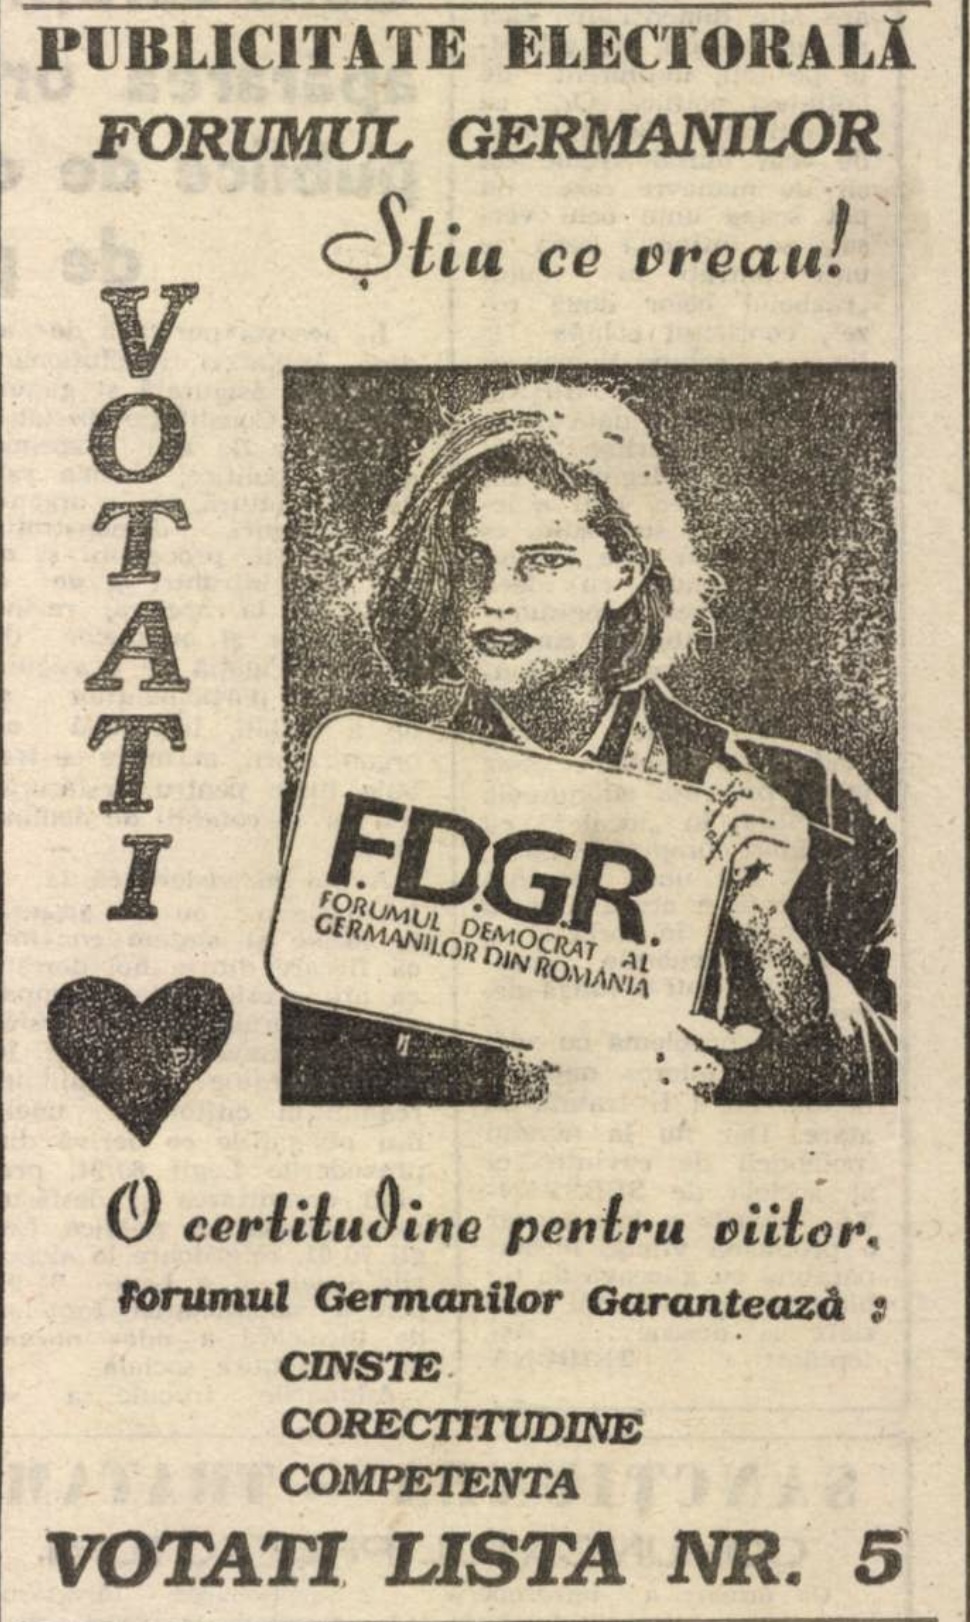 PUBLICITATE ELECTORALĂ
FORUMUL GERMANILOR
Știu ce vreau!
VOTATI
F.D.G.R.
FORUMUL DEMOCRAT AL
GERMANILOR DIN ROMÂNIA
O certitudine pentru viitor.
Forumul Germanilor Garantează :
CINSTE
CORECTITUDINE
COMPETENTA
VOTATI LISTA NR. 5